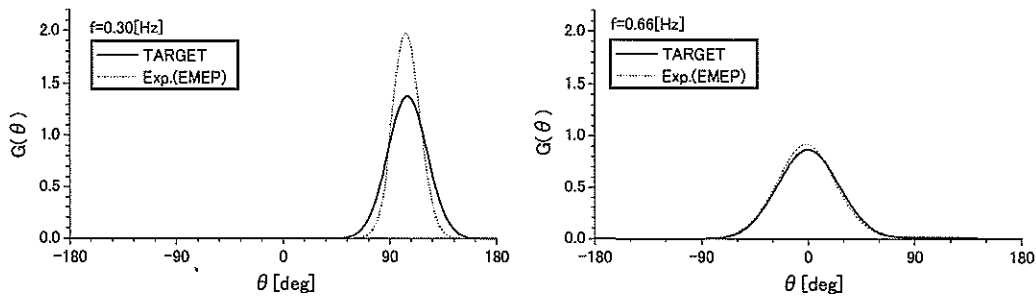 f=0.30[Hz]
TARGET
Exp.(EMEP)
G(θ)
2.0
1.5
1.0
0.5
0.0
-180
-90
0
90
180
θ [deg]
f=0.66[Hz]
TARGET
Exp.(EMEP)
G(θ)
2.0
1.5
1.0
0.5
0.0
-180
-90
0
90
180
θ [deg]